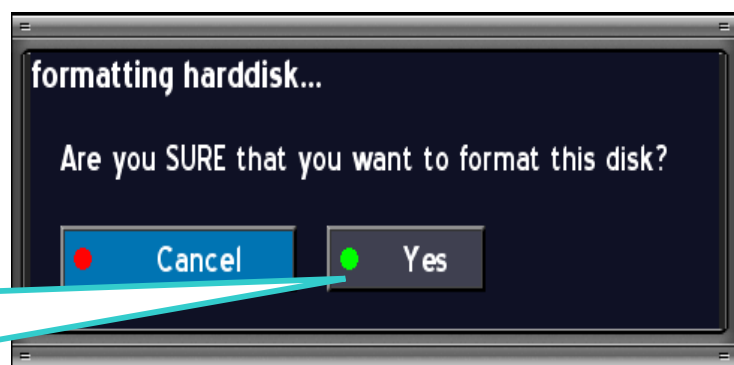 formatting harddisk...
Are you SURE that you want to format this disk?
Cancel
Yes